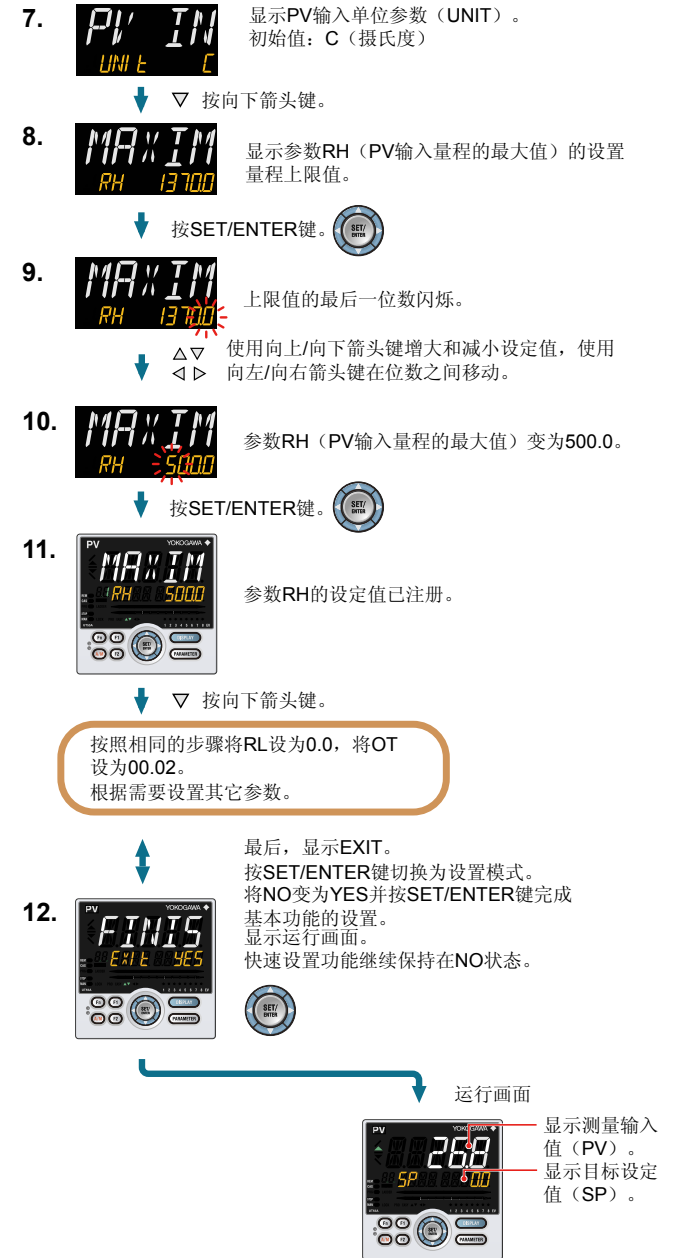 7.
PV IN
UNIT C
显示PV输入单位参数（UNIT）。
初始值：C（摄氏度）
▽ 按向下箭头键。
8.
MAXIM
RH 1370.0
显示参数RH（PV输入量程的最大值）的设置
量程上限值。
按SET/ENTER键。
SET/
ENTER
9.
MAXIM
RH 1370.0
上限值的最后一位数闪烁。
△▽
◁ ▷
使用向上/向下箭头键增大和减小设定值，使用
向左/向右箭头键在位数之间移动。
10.
MAXIM
RH 500.0
参数RH（PV输入量程的最大值）变为500.0。
按SET/ENTER键。
SET/
ENTER
11.
PV YOKOGAWA
MAXIM
RH 500.0
DISPLAY
SET/
ENTER
PARAMETER
参数RH的设定值已注册。
▽ 按向下箭头键。
按照相同的步骤将RL设为0.0，将OT
设为00.02。
根据需要设置其它参数。
12.
PV YOKOGAWA
FINIS
EXIT YES
DISPLAY
SET/
ENTER
PARAMETER
最后，显示EXIT。
按SET/ENTER键切换为设置模式。
将NO变为YES并按SET/ENTER键完成
基本功能的设置。
显示运行画面。
快速设置功能继续保持在NO状态。
SET/
ENTER
运行画面
PV YOKOGAWA
26.8
SP 0.0
DISPLAY
SET/
ENTER
PARAMETER
显示测量输入
值（PV）。
显示目标设定
值（SP）。